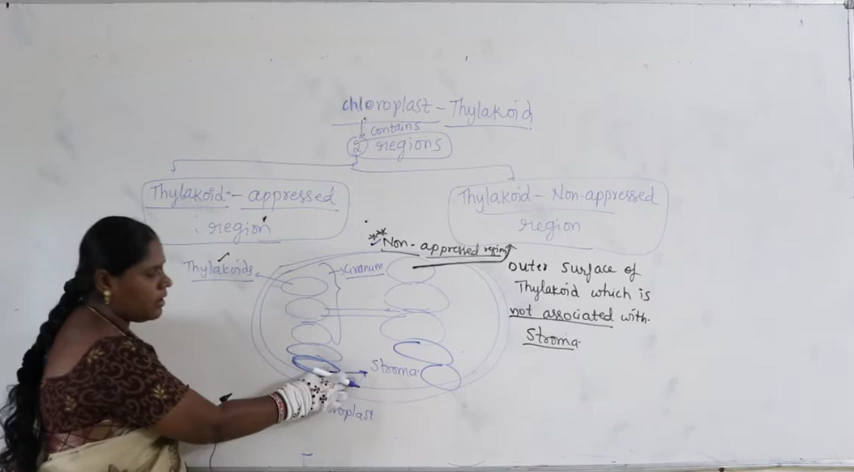 chloroplast - Thylakoid
contains
2 regions
Thylakoid - appressed
region
Thylakoid - Non-appressed
region
** Non-appressed region
Thylakoids
Granum
outer surface of
Thylakoid which is
not associated with
Stroma
Stroma
oplast